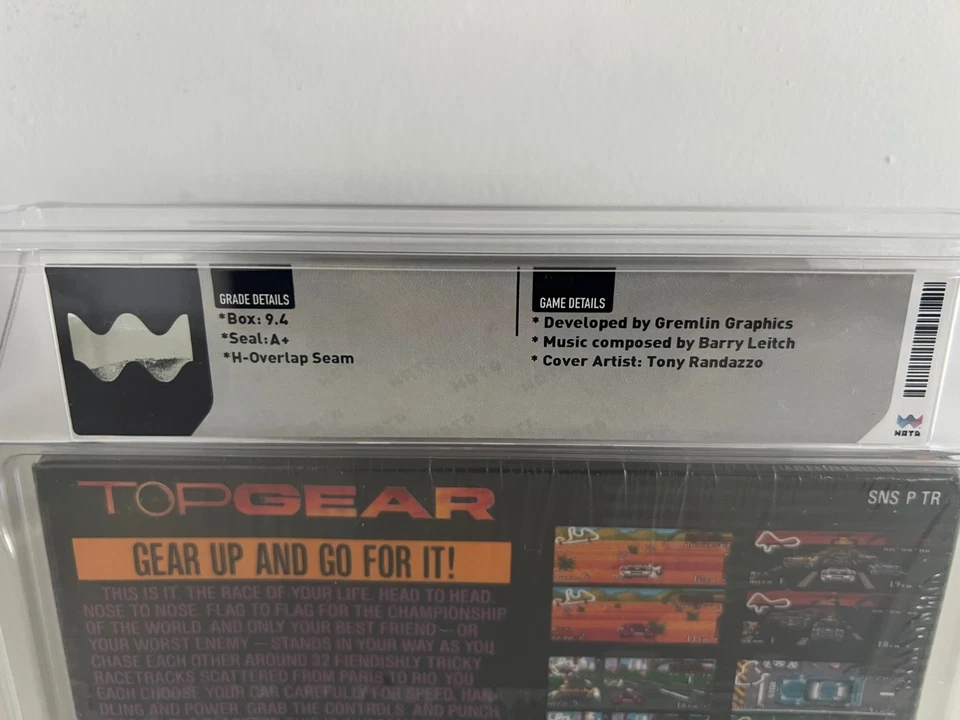 GRADE DETAILS
*Box: 9.4
*Seal: A+
*H-Overlap Seam
GAME DETAILS
* Developed by Gremlin Graphics
* Music composed by Barry Leitch
* Cover Artist: Tony Randazzo
WATA
TOP GEAR
SNS P TR
GEAR UP AND GO FOR IT!
THIS IS IT. THE RACE OF YOUR LIFE. HEAD TO HEAD.
NOSE TO NOSE. FLAG TO FLAG FOR THE CHAMPIONSHIP
OF THE WORLD. AND ONLY YOUR BEST FRIEND — OR
YOUR WORST ENEMY — STANDS IN YOUR WAY AS YOU
CHASE EACH OTHER AROUND 32 FIENDISHLY TRICKY
RACETRACKS SCATTERED FROM PARIS TO RIO. YOU
EACH CHOOSE YOUR CAR CAREFULLY FOR SPEED, HAN-
DLING AND POWER. GRAB THE CONTROLS. AND PUNCH